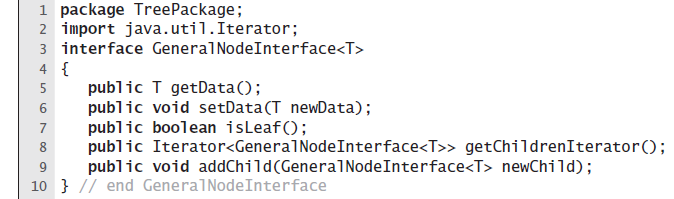 1 package TreePackage;
2 import java.util.Iterator;
3 interface GeneralNodeInterface<T>
4 {
5 public T getData();
6 public void setData(T newData);
7 public boolean isLeaf();
8 public Iterator<GeneralNodeInterface<T>> getChildrenIterator();
9 public void addChild(GeneralNodeInterface<T> newChild);
10 } // end GeneralNodeInterface